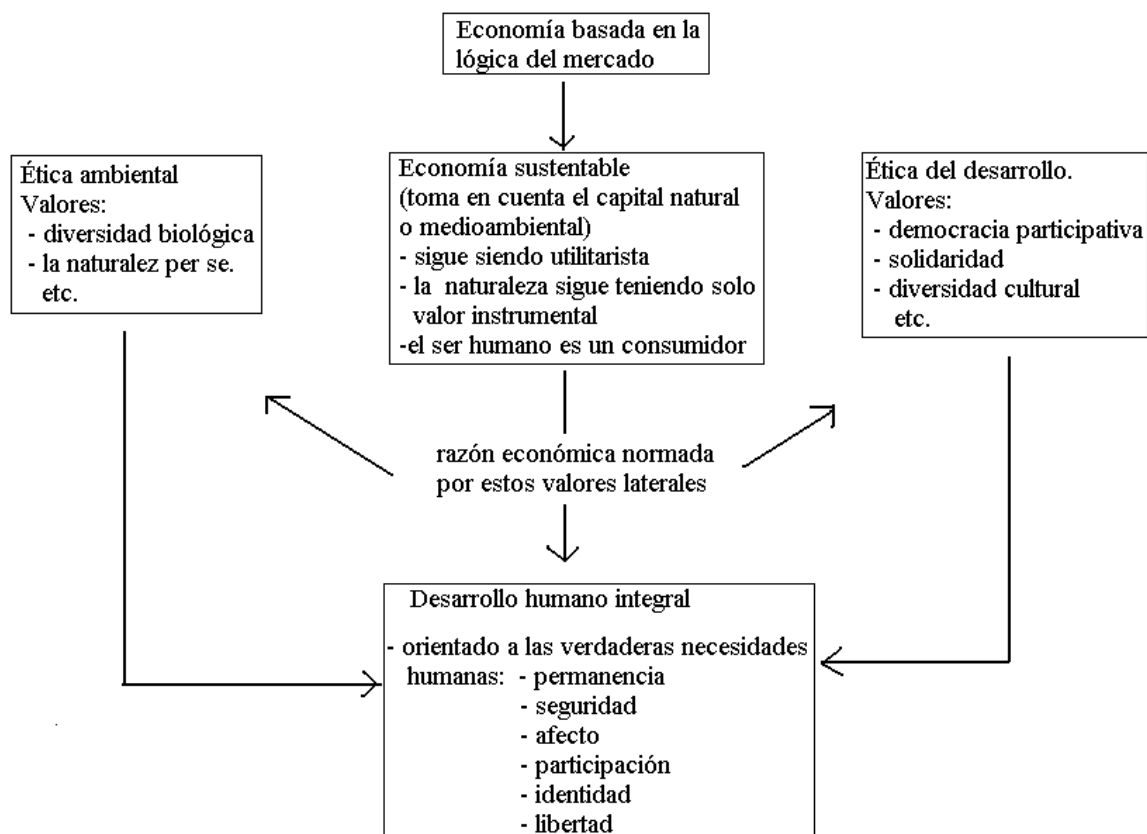 Economía basada en la
lógica del mercado
Ética ambiental
Valores:
- diversidad biológica
- la naturalez per se.
etc.
Economía sustentable
(toma en cuenta el capital natural
o medioambiental)
- sigue siendo utilitarista
- la naturaleza sigue teniendo solo
valor instrumental
-el ser humano es un consumidor
Ética del desarrollo.
Valores:
- democracia participativa
- solidaridad
- diversidad cultural
etc.
razón económica normada
por estos valores laterales
Desarrollo humano integral
- orientado a las verdaderas necesidades
humanas: - permanencia
- seguridad
- afecto
- participación
- identidad
- libertad